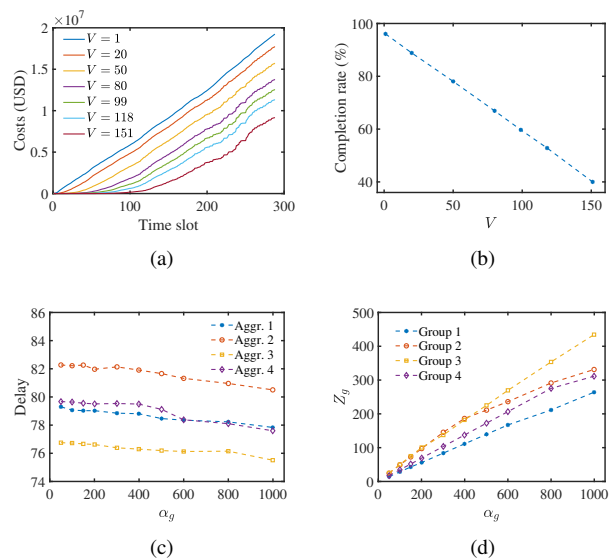 ×10⁷
2
1.5
1
0.5
0
Costs (USD)
V = 1
V = 20
V = 50
V = 80
V = 99
V = 118
V = 151
0 100 200 300
Time slot
(a)
100
80
60
40
Completion rate (%)
0 50 100 150
V
(b)
86
84
82
80
78
76
74
Delay
Aggr. 1
Aggr. 2
Aggr. 3
Aggr. 4
0 200 400 600 800 1000
α_g
(c)
500
400
300
200
100
0
Z_g
Group 1
Group 2
Group 3
Group 4
0 200 400 600 800 1000
α_g
(d)